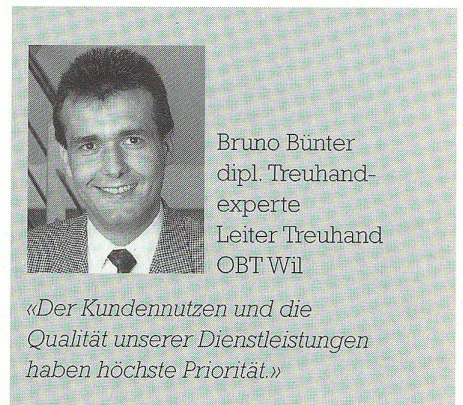 Bruno Bünter
dipl. Treuhand-
experte
Leiter Treuhand
OBT Wil
«Der Kundennutzen und die
Qualität unserer Dienstleistungen
haben höchste Priorität.»